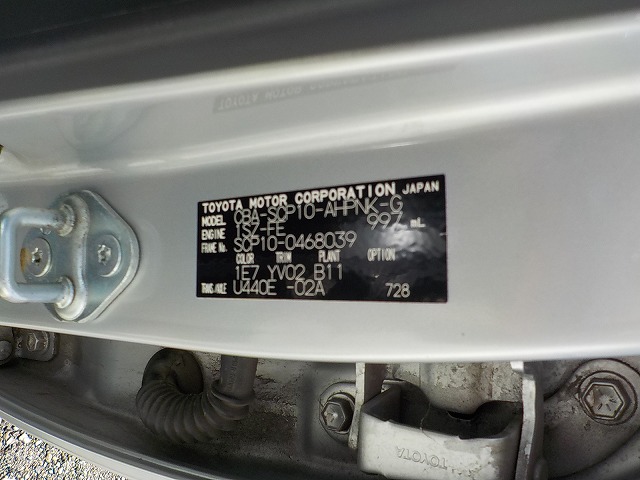 TOYOTA MOTOR CORPORATION JAPAN
MODEL CBA-SCP10-AHPNK-G
ENGINE 1SZ-FE 997 mL
FRAME No. SCP10-0468039
COLOR TRIM PLANT OPTION
1E7 YV02 B11
TRANS/AXLE U440E -02A 728
TOYOTA